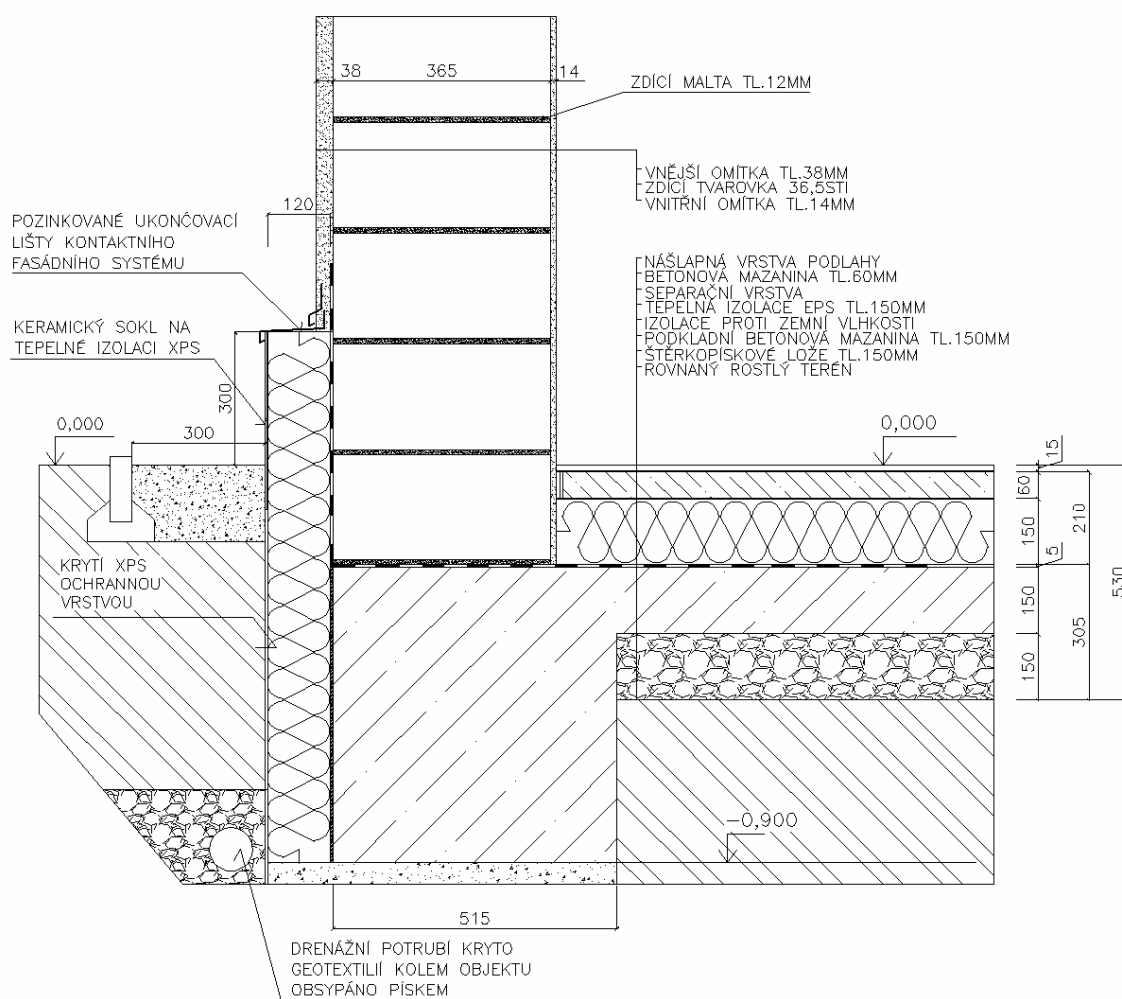 38
365
14
ZDÍCÍ MALTA TL.12MM
VNĚJŠÍ OMÍTKA TL.38MM
ZDÍCÍ TVAROVKA 36,5STI
VNITŘNÍ OMÍTKA TL.14MM
120
POZINKOVANÉ UKONČOVACÍ
LIŠTY KONTAKTNÍHO
FASÁDNÍHO SYSTÉMU
NÁŠLAPNÁ VRSTVA PODLAHY
BETONOVÁ MAZANINA TL.60MM
SEPARAČNÍ VRSTVA
TEPELNÁ IZOLACE EPS TL.150MM
IZOLACE PROTI ZEMNÍ VLHKOSTI
PODKLADNÍ BETONOVÁ MAZANINA TL.150MM
ŠTĚRKOPÍSKOVÉ LOŽE TL.150MM
ROVNANÝ ROSTLÝ TERÉN
KERAMICKÝ SOKL NA
TEPELNÉ IZOLACI XPS
300
0,000
300
0,000
15
60
150
210
5
530
150
305
150
KRYTÍ XPS
OCHRANNOU
VRSTVOU
-0,900
515
DRENÁŽNÍ POTRUBÍ KRYTO
GEOTEXTILIÍ KOLEM OBJEKTU
OBSYPÁNO PÍSKEM